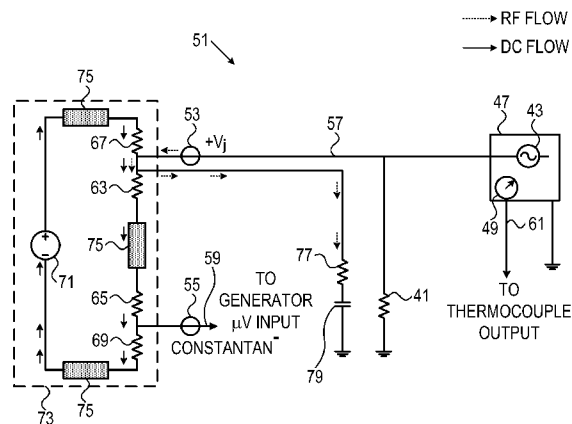 RF FLOW
DC FLOW
51
75
53
+Vj
57
47
43
67
63
49
61
75
71
77
65
55
59
TO
GENERATOR
μV INPUT
CONSTANTAN-
41
TO
THERMOCOUPLE
OUTPUT
69
79
73
75